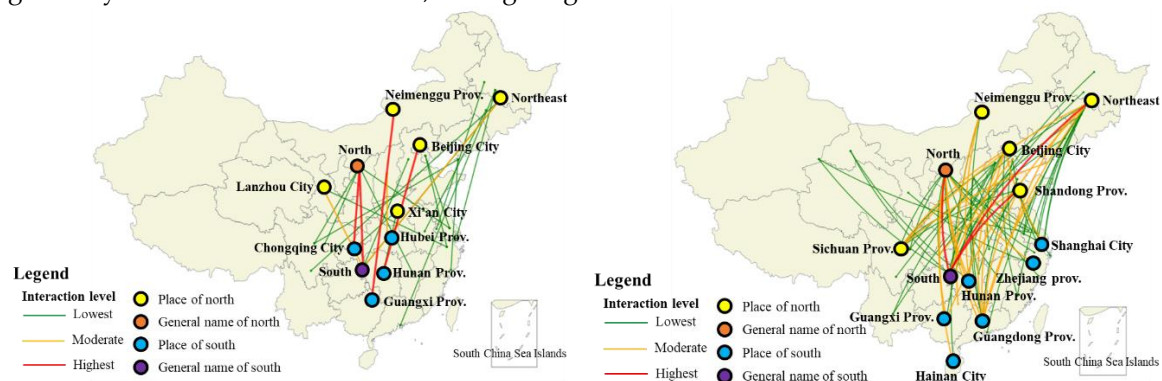 Neimenggu Prov.
Northeast
Beijing City
North
Lanzhou City
Xi'an City
Hubei Prov.
Chongqing City
South
Hunan Prov.
Guangxi Prov.
Legend
Interaction level
Lowest
Moderate
Highest
Place of north
General name of north
Place of south
General name of south
South China Sea Islands
Neimenggu Prov.
Northeast
Beijing City
North
Shandong Prov.
Sichuan Prov.
Shanghai City
Zhejiang prov.
South
Hunan Prov.
Guangxi Prov.
Guangdong Prov.
Hainan City
Legend
Interaction level
Lowest
Moderate
Highest
Place of north
General name of north
Place of south
General name of south
South China Sea Islands